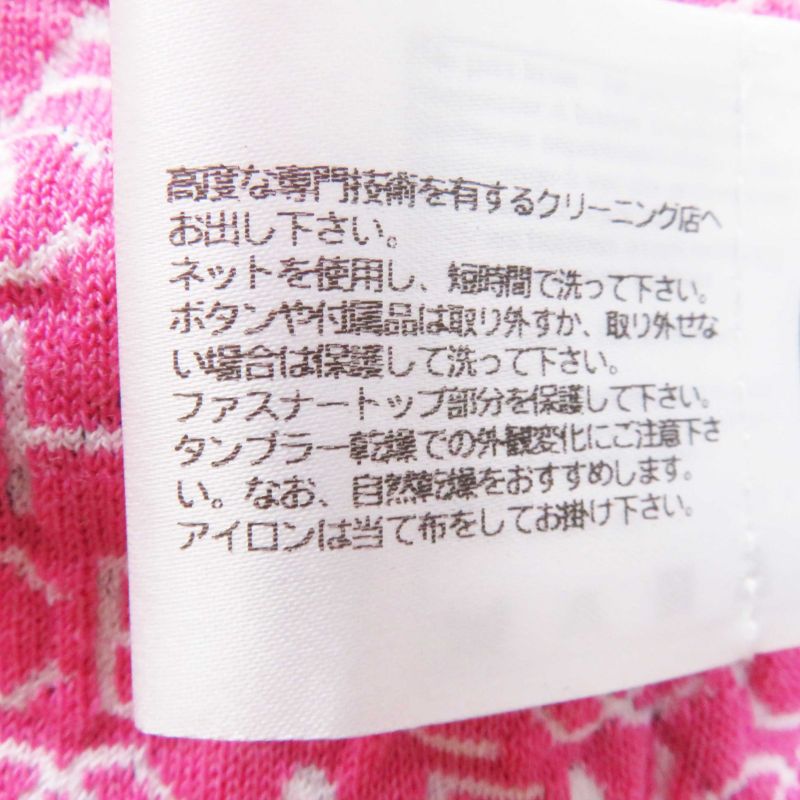 高度な専門技術を有するクリーニング店へ
お出し下さい。
ネットを使用し、短時間で洗って下さい。
ボタンや付属品は取り外すか、取り外せな
い場合は保護して洗って下さい。
ファスナートップ部分を保護して下さい。
タンブラー乾燥での外観変化にご注意下さ
い。なお、自然乾燥をおすすめします。
アイロンは当て布をしてお掛け下さい。